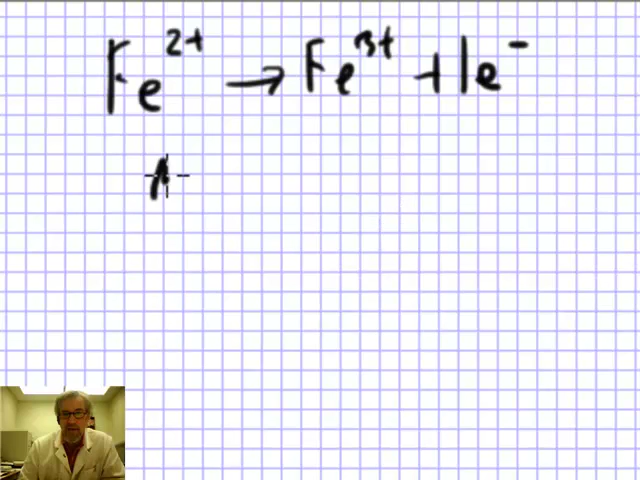 Fe²⁺ → Fe³⁺ + 1e⁻